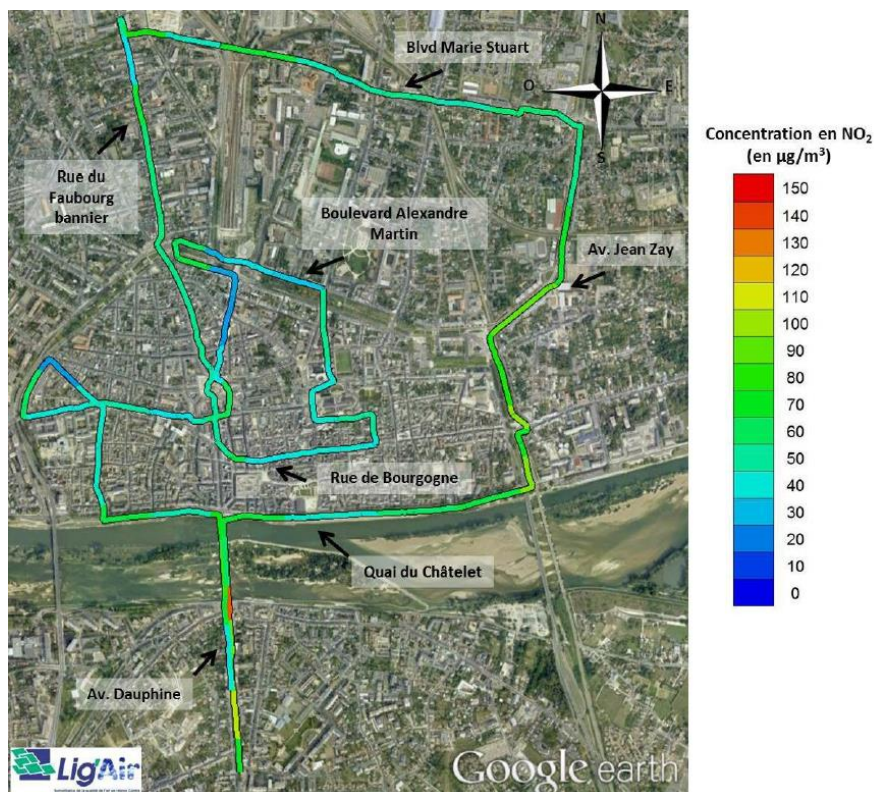 N
Blvd Marie Stuart
O
E
S
Concentration en NO₂
(en µg/m³)
Rue du
Faubourg
bannier
Boulevard Alexandre
Martin
Av. Jean Zay
150
140
130
120
110
100
90
80
70
60
50
40
30
20
10
0
Rue de Bourgogne
Quai du Châtelet
Av. Dauphine
Lig'Air
Google earth